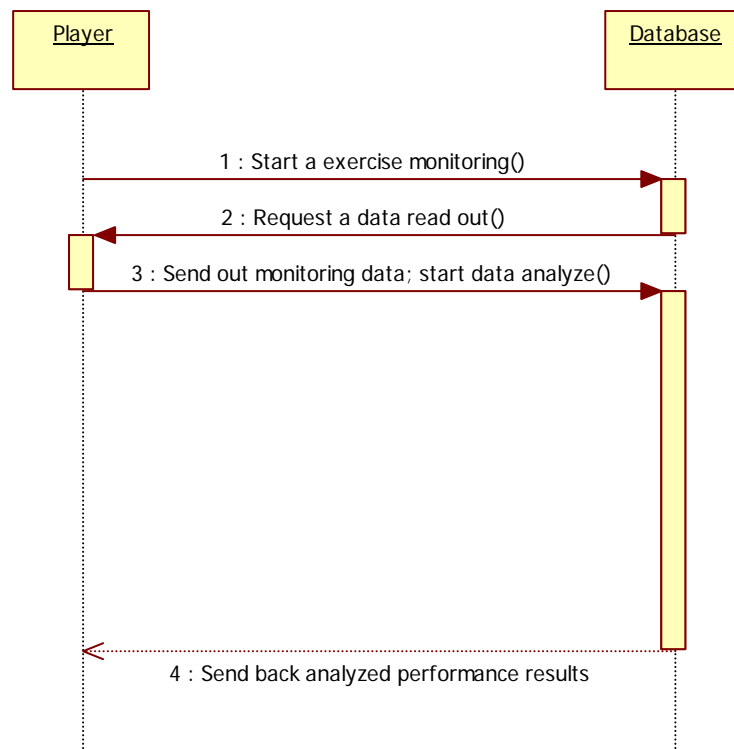 Player
Database
1 : Start a exercise monitoring()
2 : Request a data read out()
3 : Send out monitoring data; start data analyze()
4 : Send back analyzed performance results